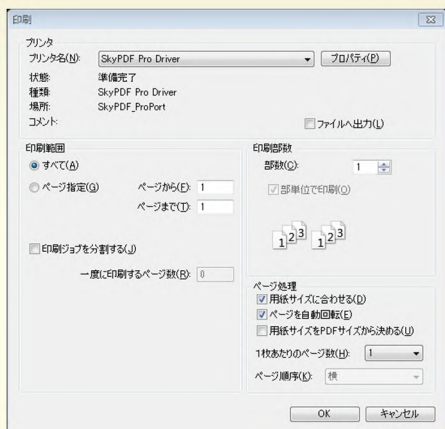 印刷
プリンタ
プリンタ名(N): SkyPDF Pro Driver プロパティ(P)
状態: 準備完了
種類: SkyPDF Pro Driver
場所: SkyPDF_ProPort
コメント: ファイルへ出力(L)
印刷範囲
すべて(A)
ページ指定(G) ページから(F): 1
ページまで(T): 1
印刷ジョブを分割する(J)
一度に印刷するページ数(R): 0
印刷部数
部数(C): 1
部単位で印刷(O)
1 2 3 1 2 3
ページ処理
用紙サイズに合わせる(D)
ページを自動回転(E)
用紙サイズをPDFサイズから決める(U)
1枚あたりのページ数(H): 1
ページ順序(K): 横
OK キャンセル